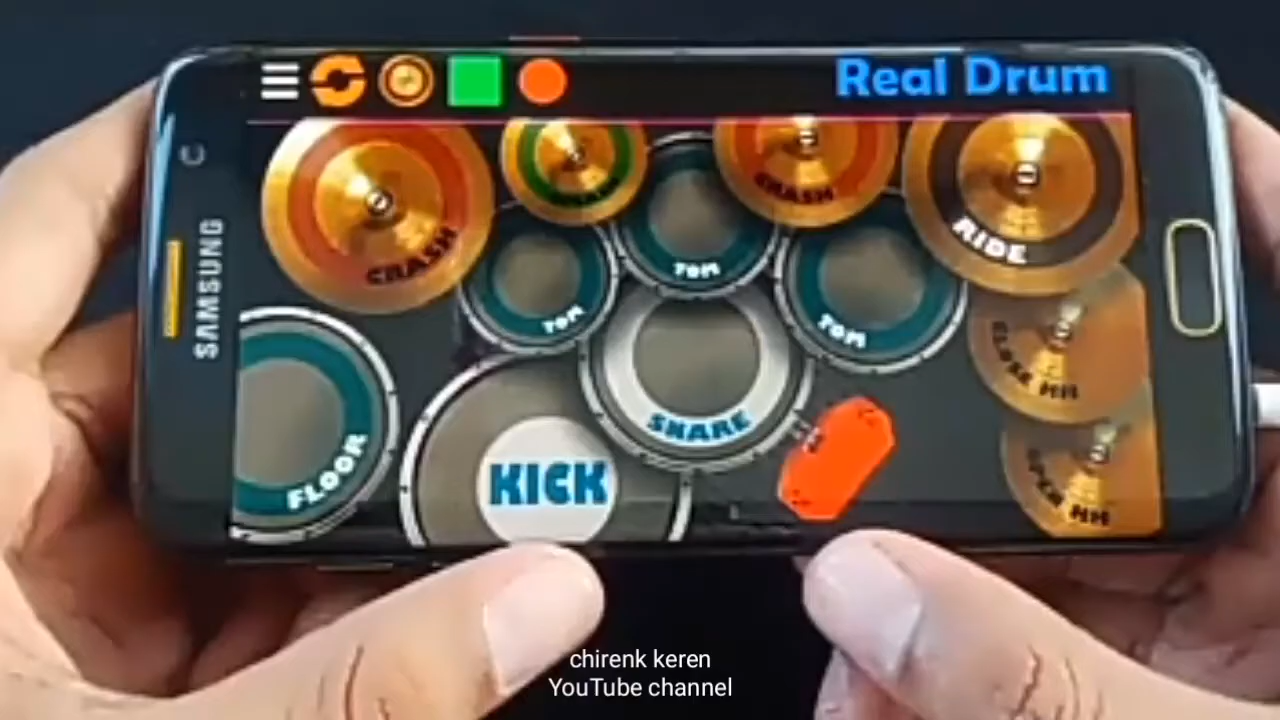 Real Drum
SAMSUNG
CRASH
CRASH
RIDE
TOM
TOM
TOM
CLOSE HH
SNARE
FLOOR
KICK
OPEN HH
chirenk keren
YouTube channel